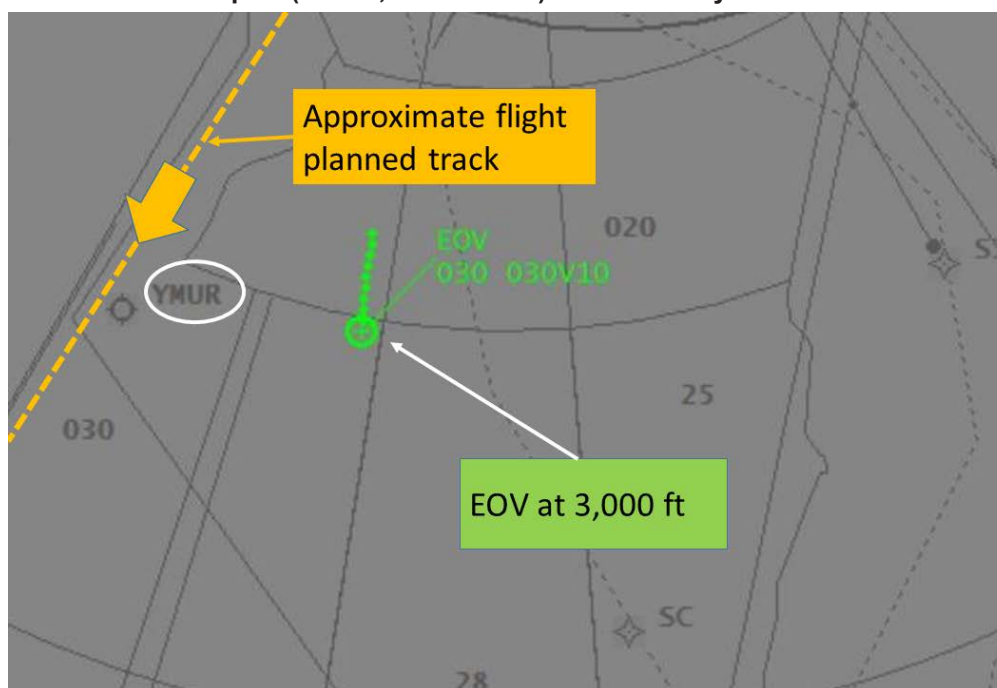 Approximate flight
planned track
EOV
030 030V10
020
YMUR
25
030
EOV at 3,000 ft
SC
28